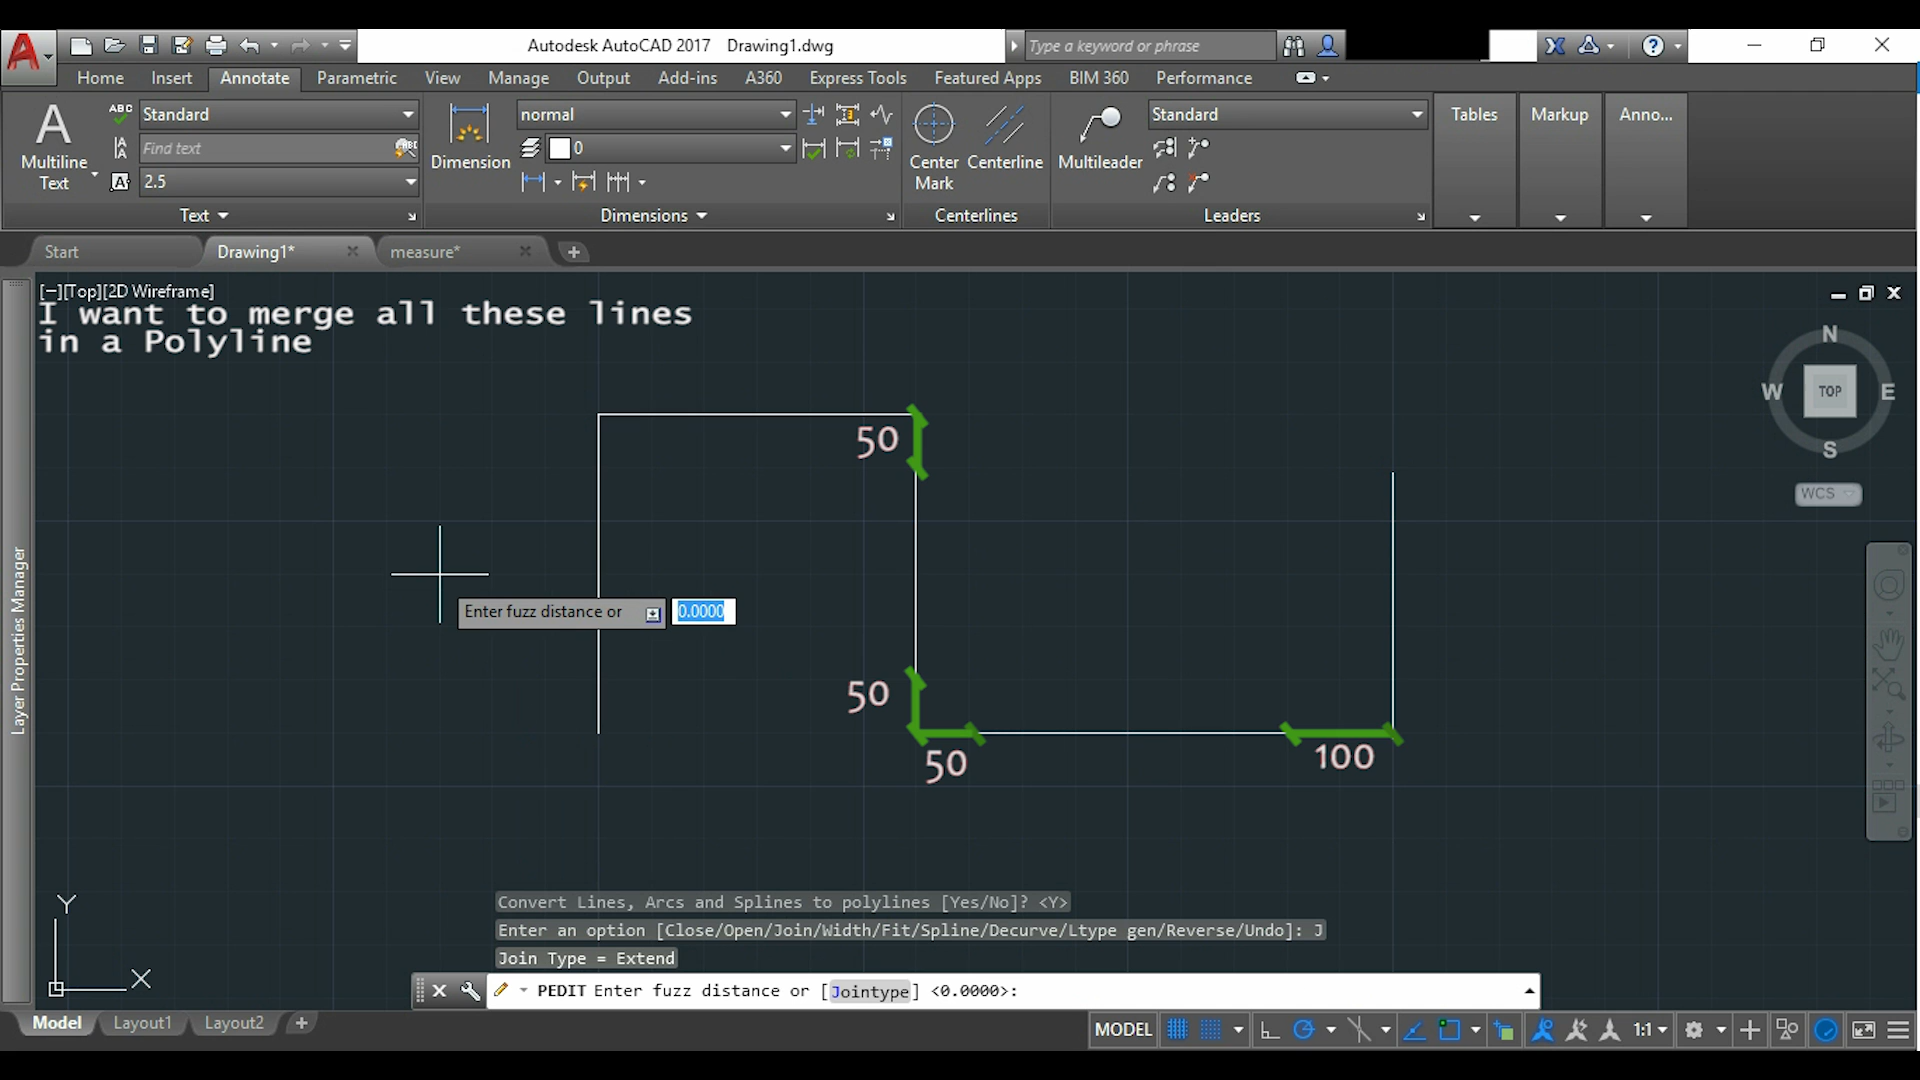 Autodesk AutoCAD 2017 Drawing1.dwg
Type a keyword or phrase
Home Insert Annotate Parametric View Manage Output Add-ins A360 Express Tools Featured Apps BIM 360 Performance
Multiline Text
ABC
Standard
Find text
2.5
Dimension
normal
0
Center Mark
Centerline
Multileader
Standard
Tables
Markup
Anno...
Text
Dimensions
Centerlines
Leaders
Start Drawing1* measure*
[−][Top][2D Wireframe]
I want to merge all these lines
in a Polyline
N
W TOP E
S
WCS
Layer Properties Manager
50
Enter fuzz distance or 0.0000
50
50
100
Y
X
Convert Lines, Arcs and Splines to polylines [Yes/No]? <Y>
Enter an option [Close/Open/Join/Width/Fit/Spline/Decurve/Ltype gen/Reverse/Undo]: J
Join Type = Extend
PEDIT Enter fuzz distance or [Jointype] <0.0000>:
Model Layout1 Layout2
MODEL 1:1